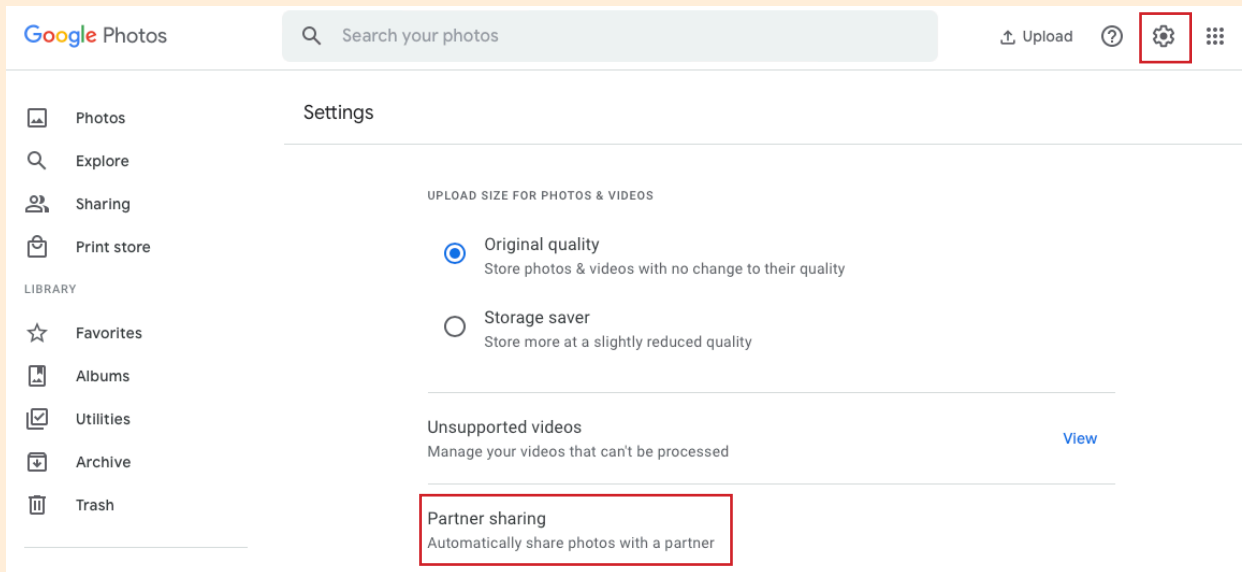 Google Photos
Search your photos
Upload
Photos
Explore
Sharing
Print store
LIBRARY
Favorites
Albums
Utilities
Archive
Trash
Settings
UPLOAD SIZE FOR PHOTOS & VIDEOS
Original quality
Store photos & videos with no change to their quality
Storage saver
Store more at a slightly reduced quality
Unsupported videos
Manage your videos that can't be processed
View
Partner sharing
Automatically share photos with a partner